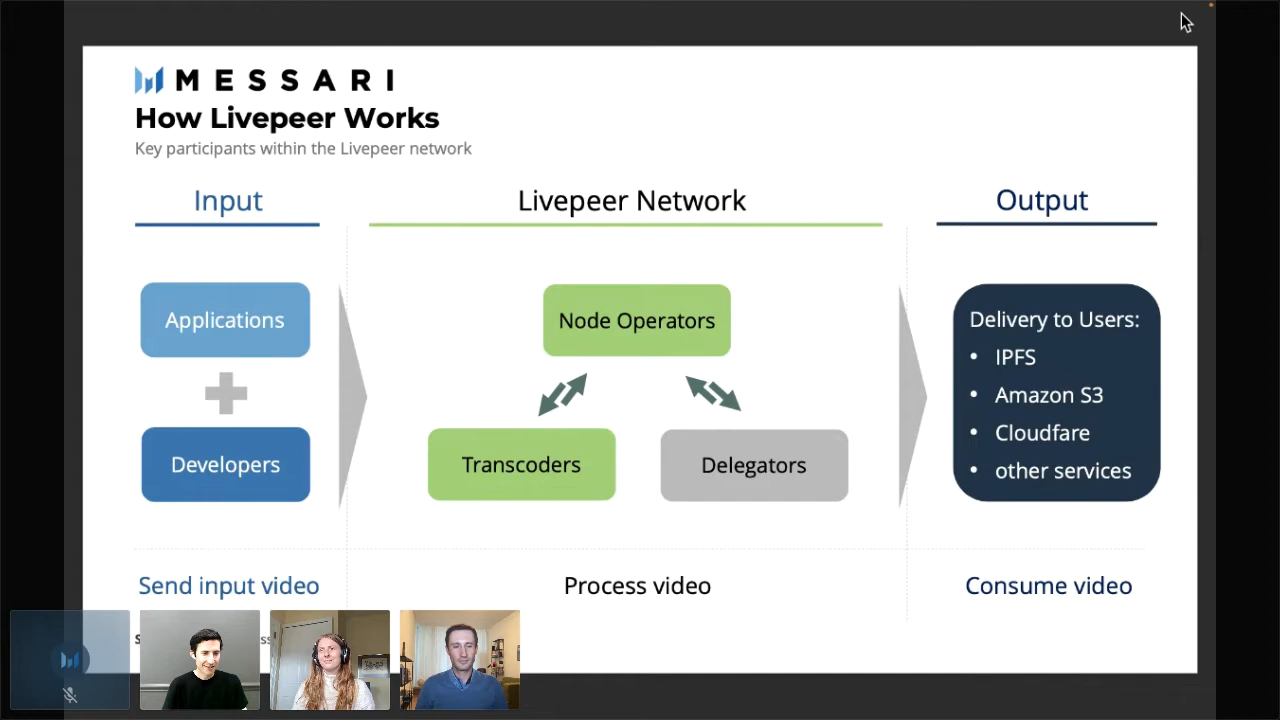 MESSARI
How Livepeer Works
Key participants within the Livepeer network
Input
Livepeer Network
Output
Applications
Developers
Node Operators
Transcoders
Delegators
Delivery to Users:
• IPFS
• Amazon S3
• Cloudfare
• other services
Send input video
Process video
Consume video